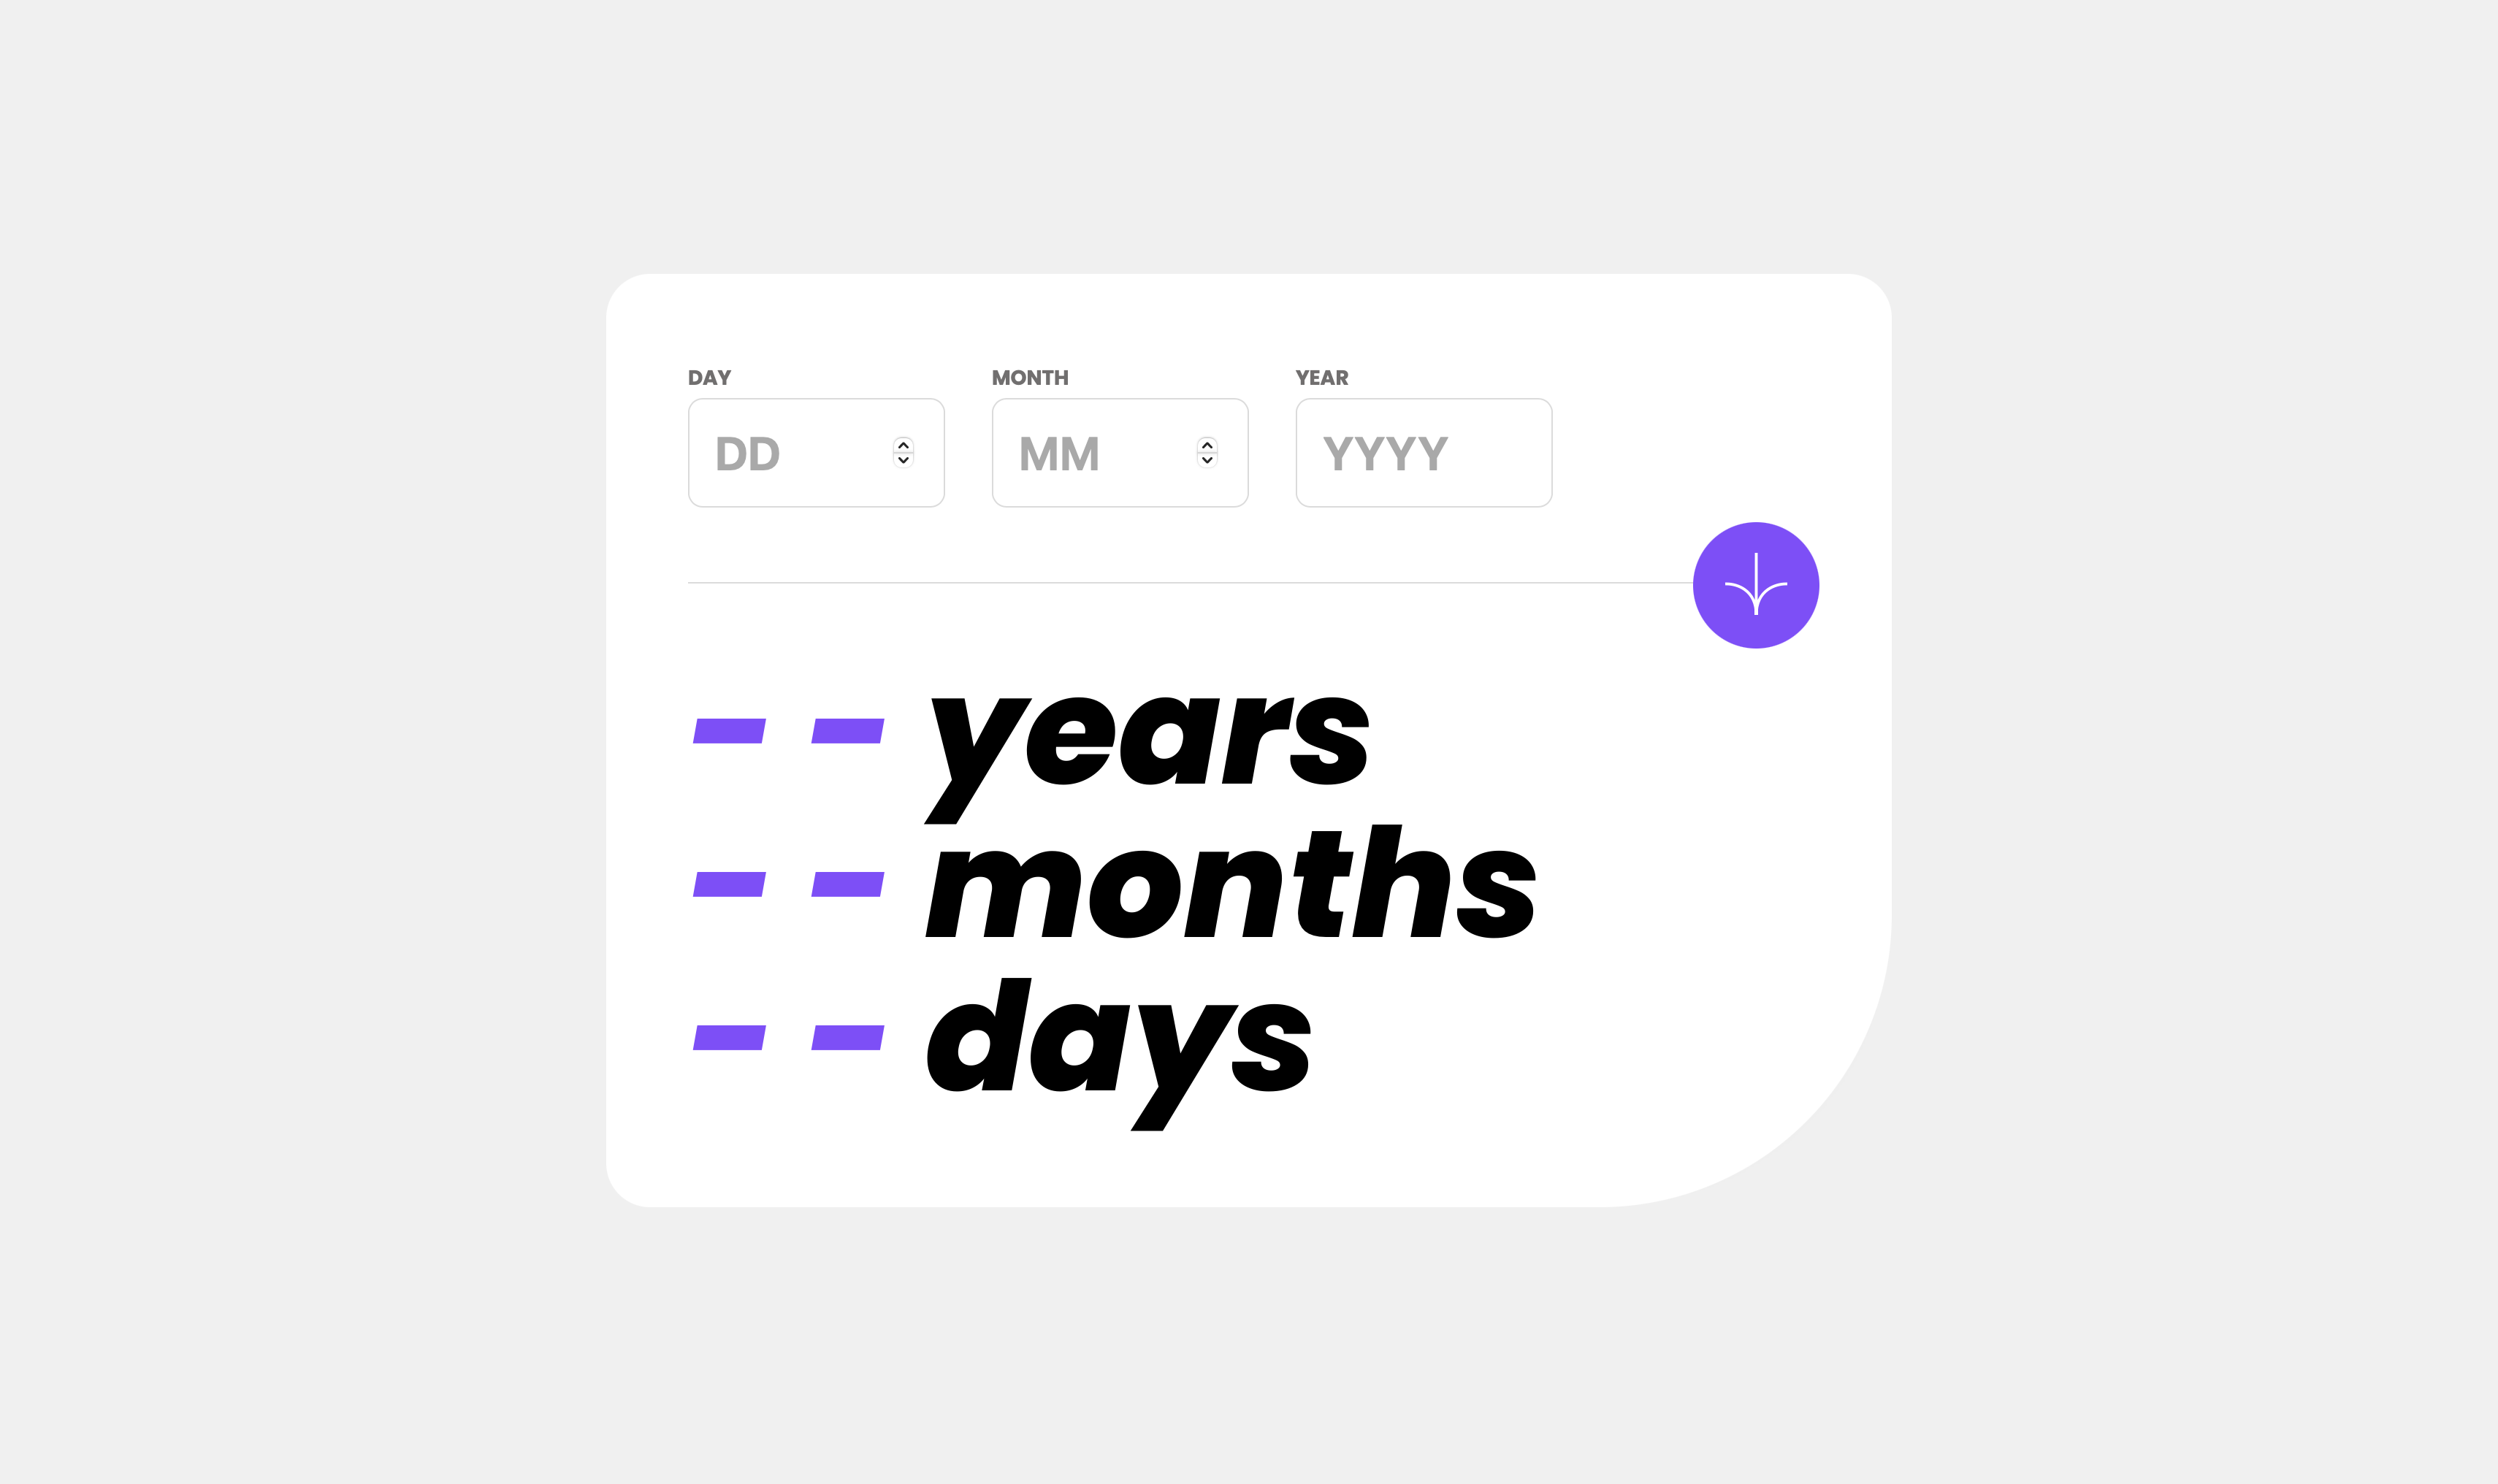 DAY MONTH YEAR
DD MM YYYY
-- years
-- months
-- days